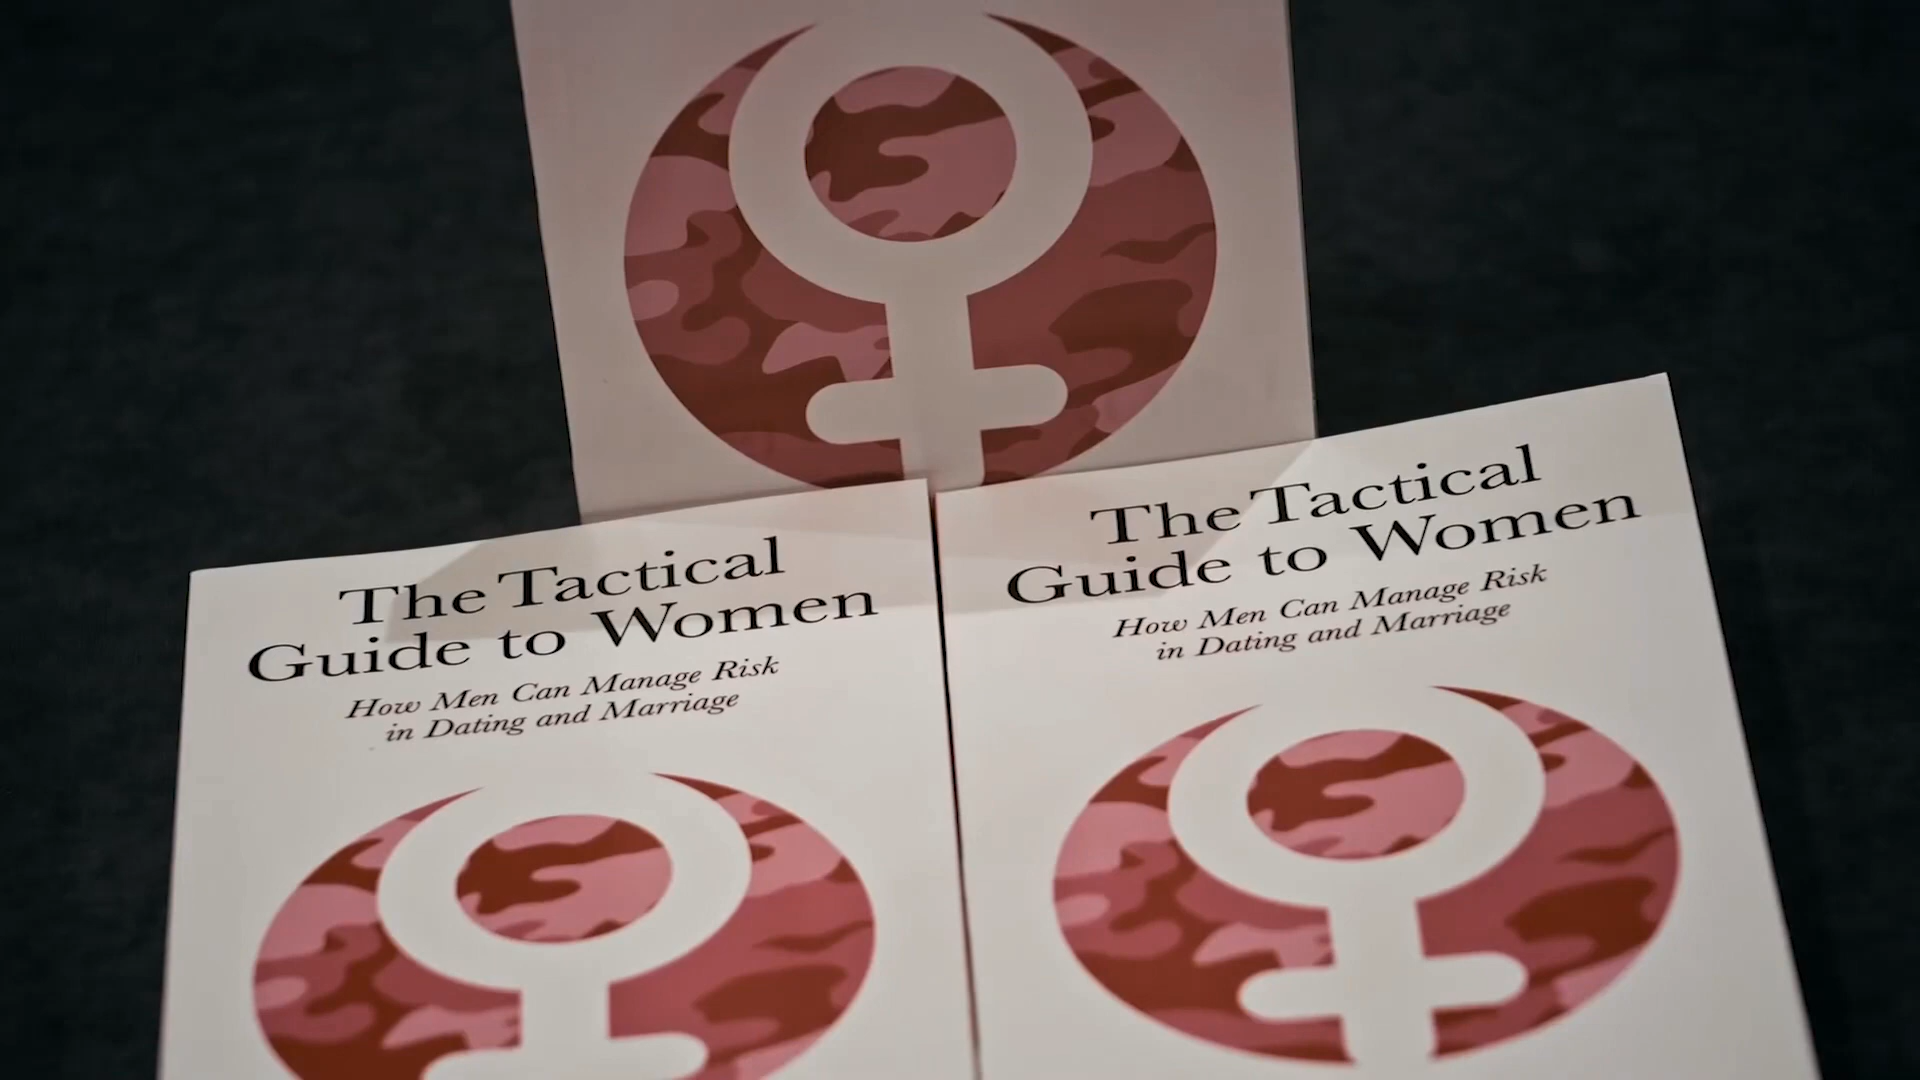 The Tactical
Guide to Women
How Men Can Manage Risk
in Dating and Marriage
The Tactical
Guide to Women
How Men Can Manage Risk
in Dating and Marriage